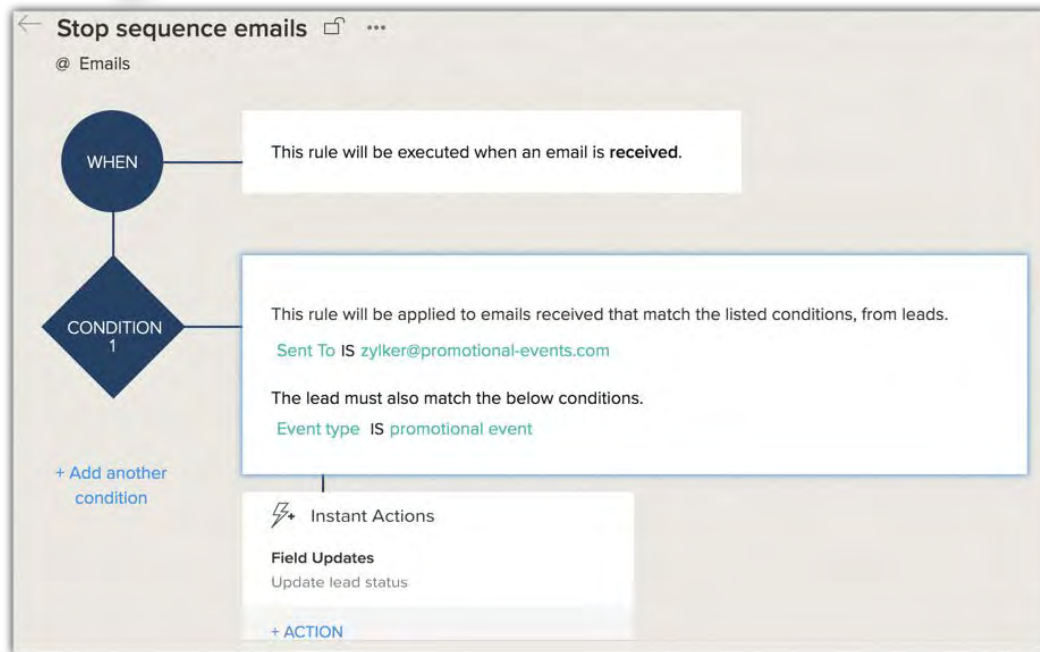 Stop sequence emails
@ Emails
WHEN
This rule will be executed when an email is received.
CONDITION
1
This rule will be applied to emails received that match the listed conditions, from leads.
Sent To IS zylker@promotional-events.com
The lead must also match the below conditions.
Event type IS promotional event
+ Add another
condition
Instant Actions
Field Updates
Update lead status
+ ACTION